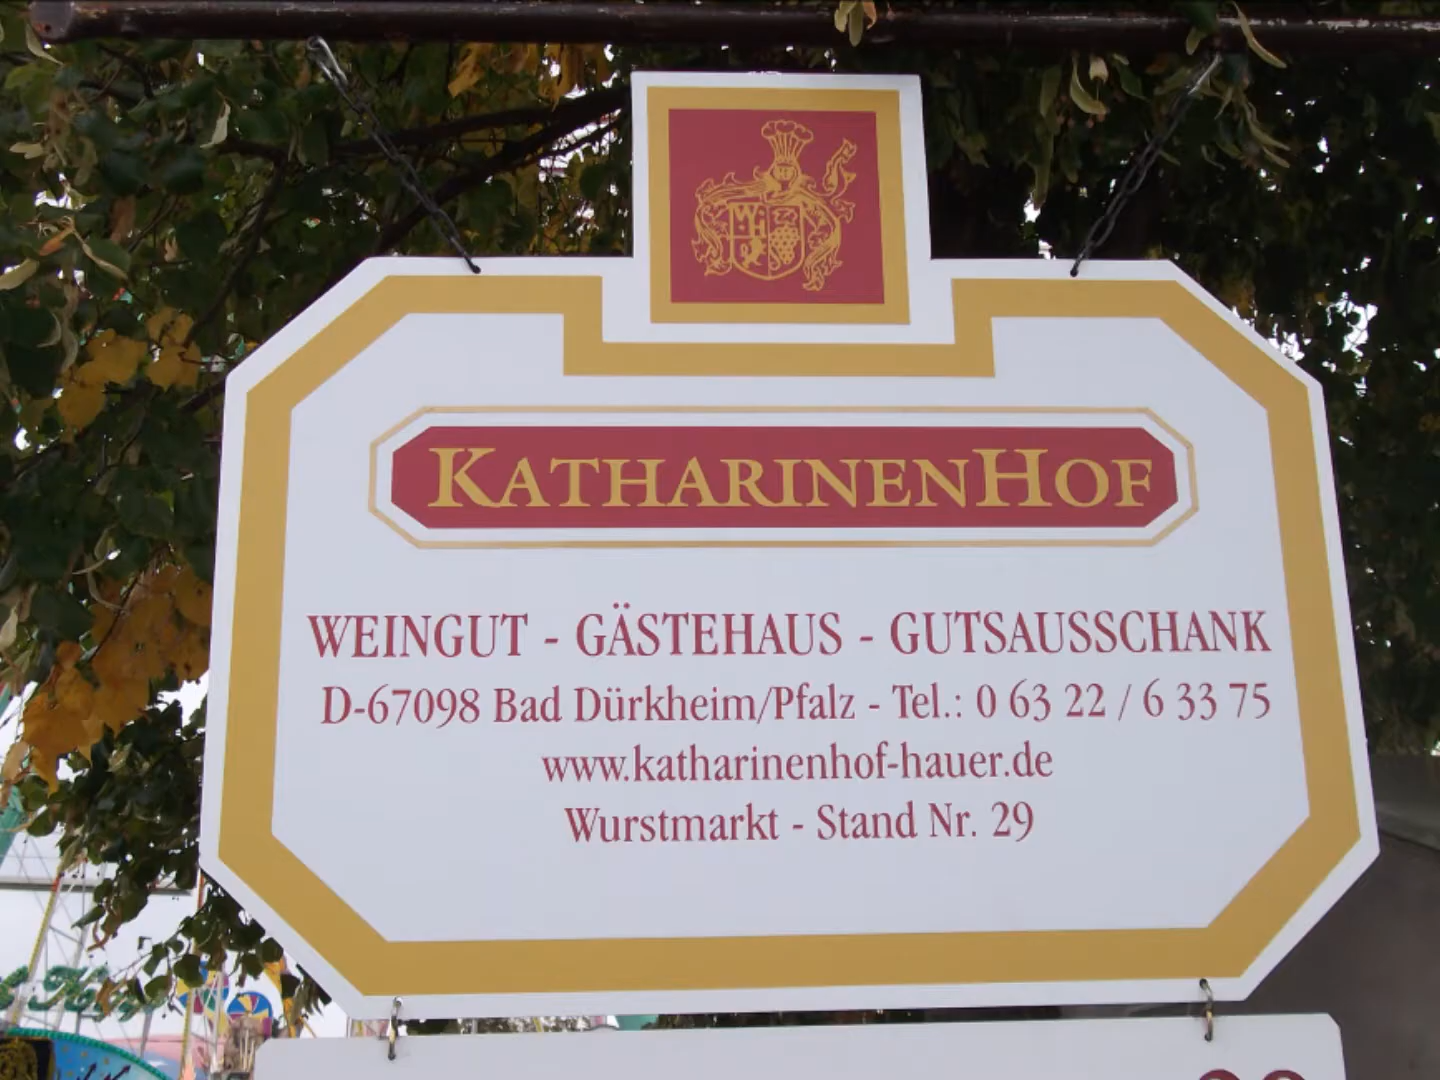 KATHARINENHOF
WEINGUT - GÄSTEHAUS - GUTSAUSSCHANK
D-67098 Bad Dürkheim/Pfalz - Tel.: 0 63 22 / 6 33 75
www.katharinenhof-hauer.de
Wurstmarkt - Stand Nr. 29